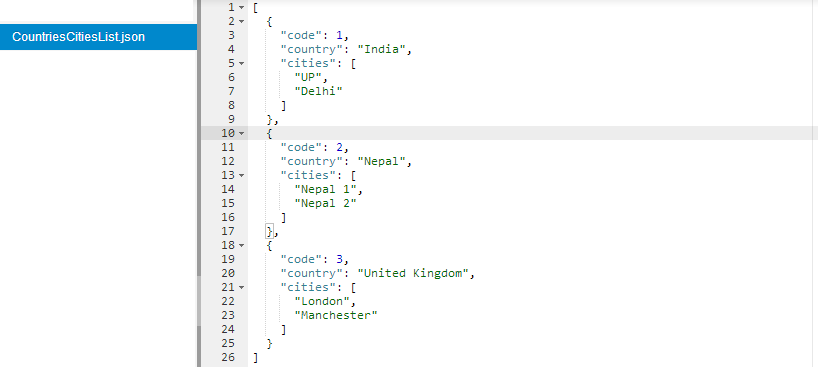 CountriesCitiesList.json
1 [
2   {
3     "code": 1,
4     "country": "India",
5     "cities": [
6       "UP",
7       "Delhi"
8     ]
9   },
10   {
11     "code": 2,
12     "country": "Nepal",
13     "cities": [
14       "Nepal 1",
15       "Nepal 2"
16     ]
17   },
18   {
19     "code": 3,
20     "country": "United Kingdom",
21     "cities": [
22       "London",
23       "Manchester"
24     ]
25   }
26 ]